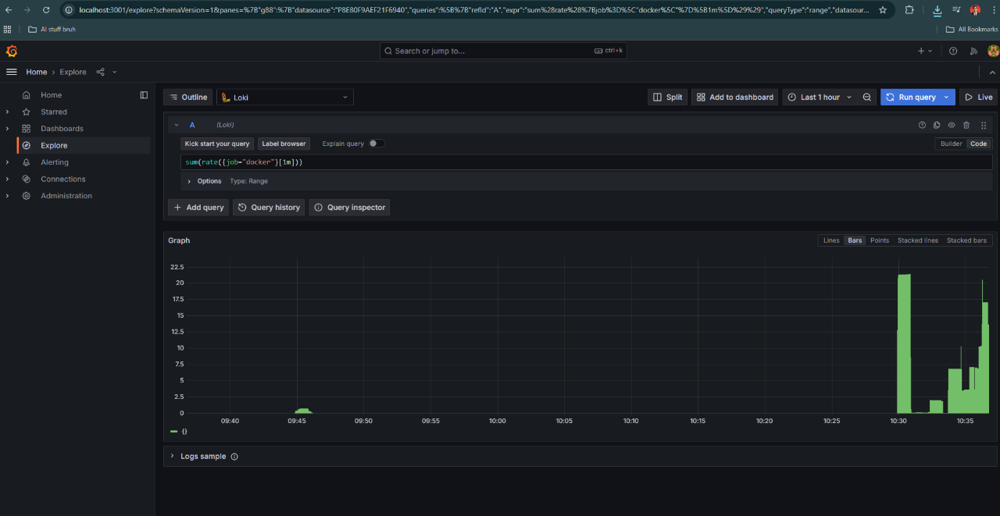 localhost:3001/explore?schemaVersion=1&panes=%7B"g88":%7B"datasource":"P8E80F9AEF21F6940","queries":%5B%7B"refId":"A","expr":"sum%28rate%28%7Bjob%3D%5C"docker%5C"%7D%5B1m%5D%29%29","queryType":"range","datasour...
AI stuff bruh
All Bookmarks
Search or jump to...
ctrl+k
Home › Explore
Home
Starred
Dashboards
Explore
Alerting
Connections
Administration
Outline
Loki
Split
Add to dashboard
Last 1 hour
Run query
Live
A (Loki)
Kick start your query
Label browser
Explain query
Builder
Code
sum(rate({job="docker"}[1m]))
Options Type: Range
Add query
Query history
Query inspector
Graph
Lines
Bars
Points
Stacked lines
Stacked bars
22.5
20
17.5
15
12.5
10
7.5
5
2.5
0
09:40 09:45 09:50 09:55 10:00 10:05 10:10 10:15 10:20 10:25 10:30 10:35
{}
Logs sample